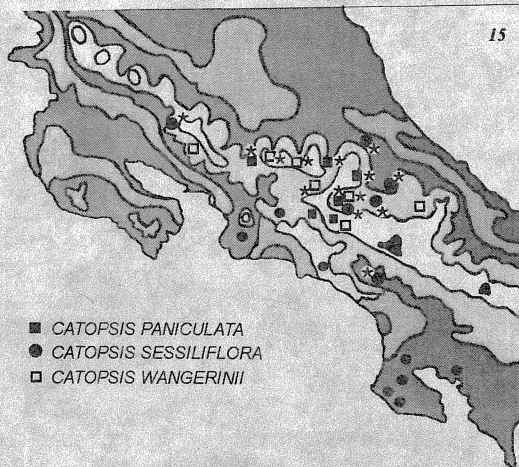 15
CATOPSIS PANICULATA
CATOPSIS SESSILIFLORA
CATOPSIS WANGERINII